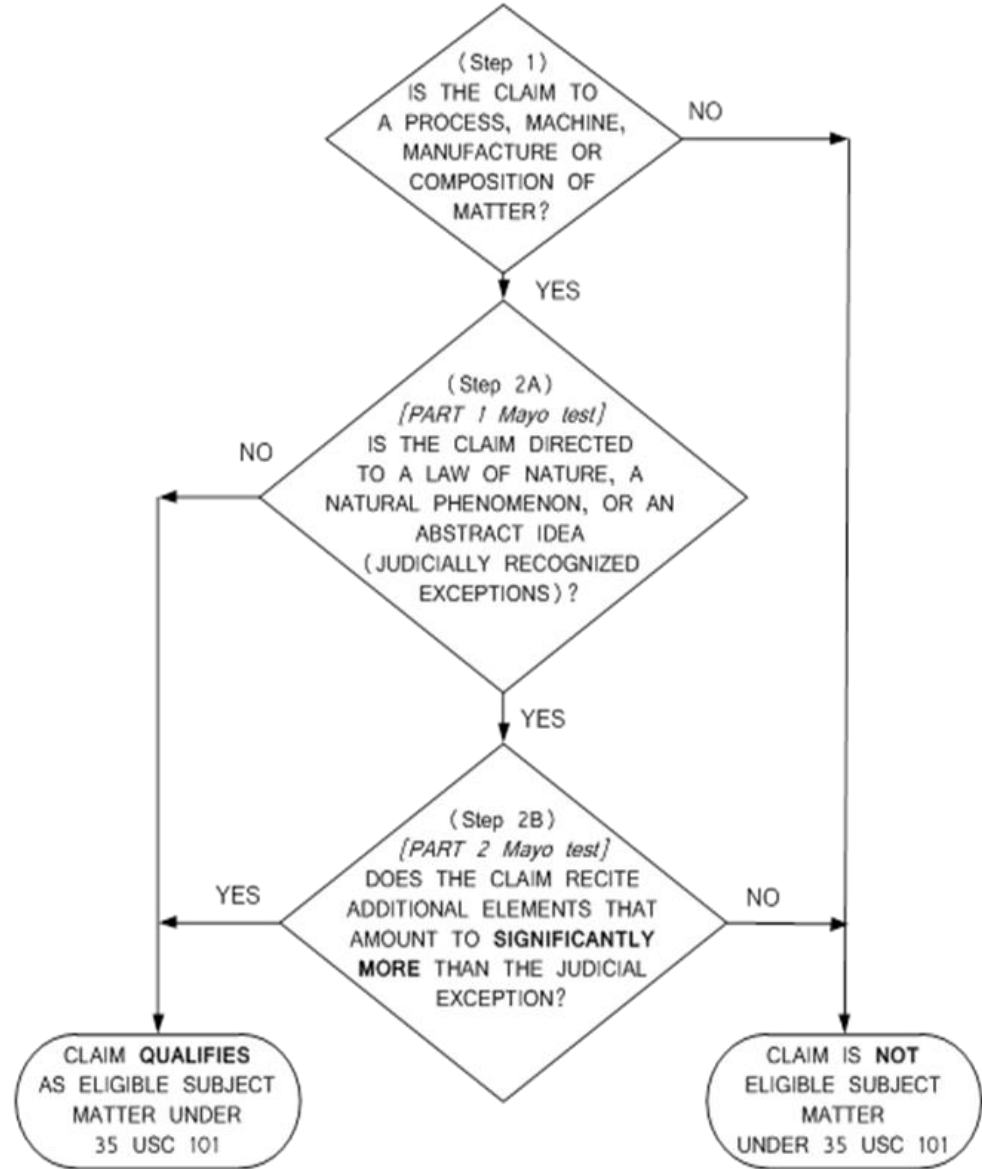 (Step 1)
IS THE CLAIM TO
A PROCESS, MACHINE,
MANUFACTURE OR
COMPOSITION OF
MATTER?
NO
YES
(Step 2A)
[PART 1 Mayo test]
IS THE CLAIM DIRECTED
TO A LAW OF NATURE, A
NATURAL PHENOMENON, OR AN
ABSTRACT IDEA
(JUDICIALLY RECOGNIZED
EXCEPTIONS)?
NO
YES
(Step 2B)
[PART 2 Mayo test]
DOES THE CLAIM RECITE
ADDITIONAL ELEMENTS THAT
AMOUNT TO SIGNIFICANTLY
MORE THAN THE JUDICIAL
EXCEPTION?
YES
NO
CLAIM QUALIFIES
AS ELIGIBLE SUBJECT
MATTER UNDER
35 USC 101
CLAIM IS NOT
ELIGIBLE SUBJECT
MATTER
UNDER 35 USC 101